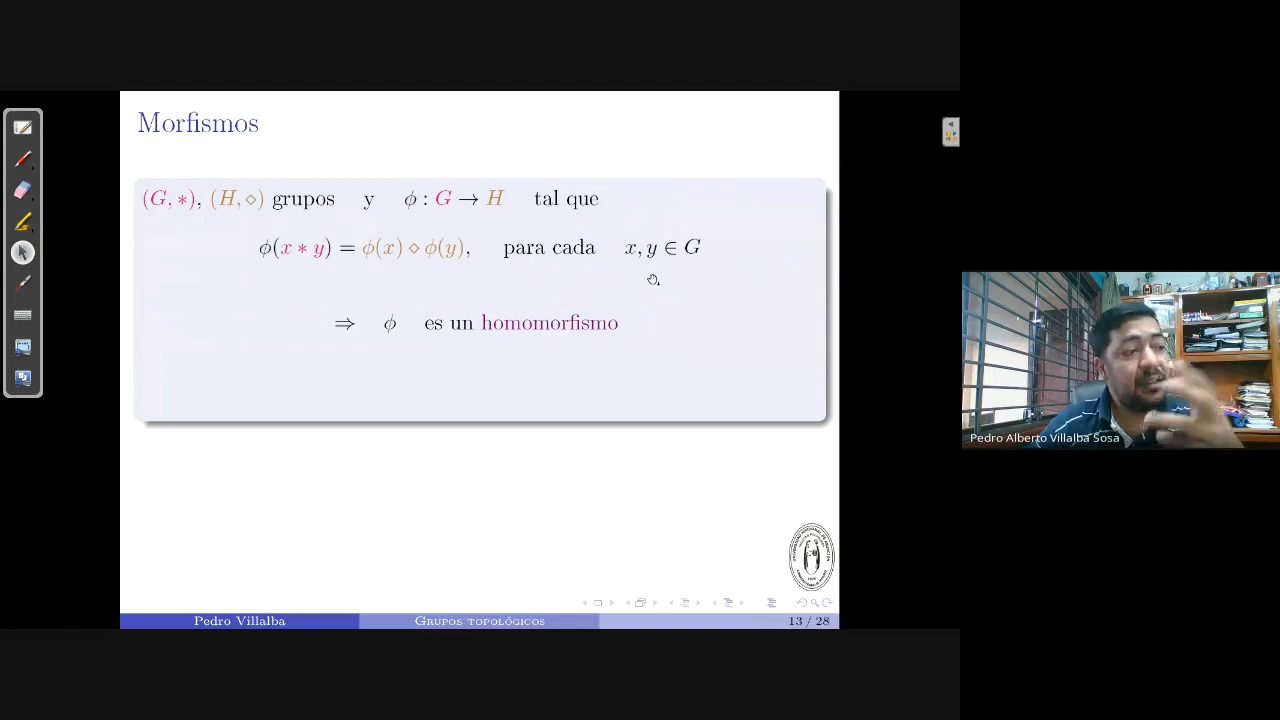 Morfismos
(G, ∗), (H, ⋄) grupos y ϕ : G → H tal que
ϕ(x ∗ y) = ϕ(x) ⋄ ϕ(y), para cada x, y ∈ G
⇒ ϕ es un homomorfismo
Pedro Alberto Villalba Sosa
Pedro Villalba Grupos topológicos 13 / 28